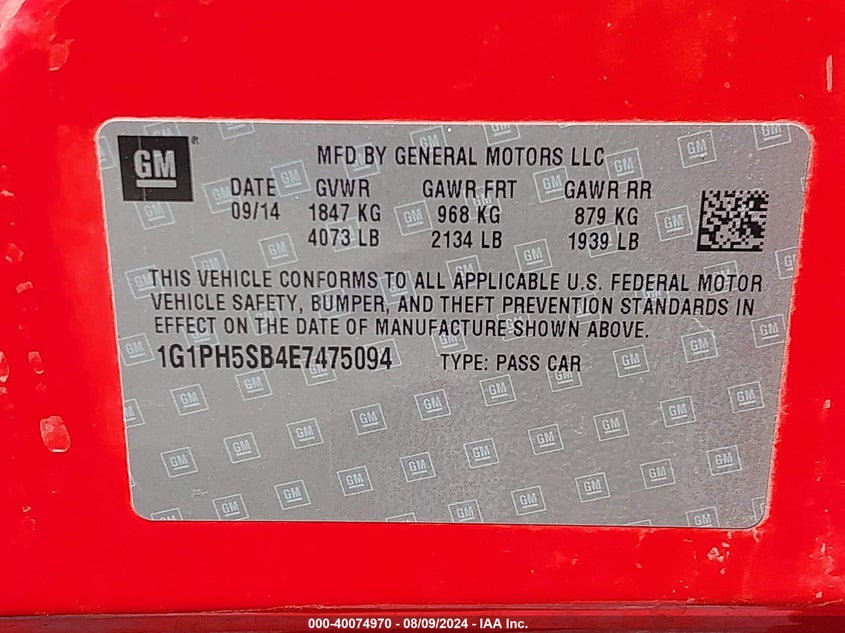 GM ® MFD BY GENERAL MOTORS LLC
DATE GVWR GAWR FRT GAWR RR
09/14 1847 KG 968 KG 879 KG
4073 LB 2134 LB 1939 LB
THIS VEHICLE CONFORMS TO ALL APPLICABLE U.S. FEDERAL MOTOR
VEHICLE SAFETY, BUMPER, AND THEFT PREVENTION STANDARDS IN
EFFECT ON THE DATE OF MANUFACTURE SHOWN ABOVE.
1G1PH5SB4E7475094 TYPE: PASS CAR
000-40074970 - 08/09/2024 - IAA Inc.